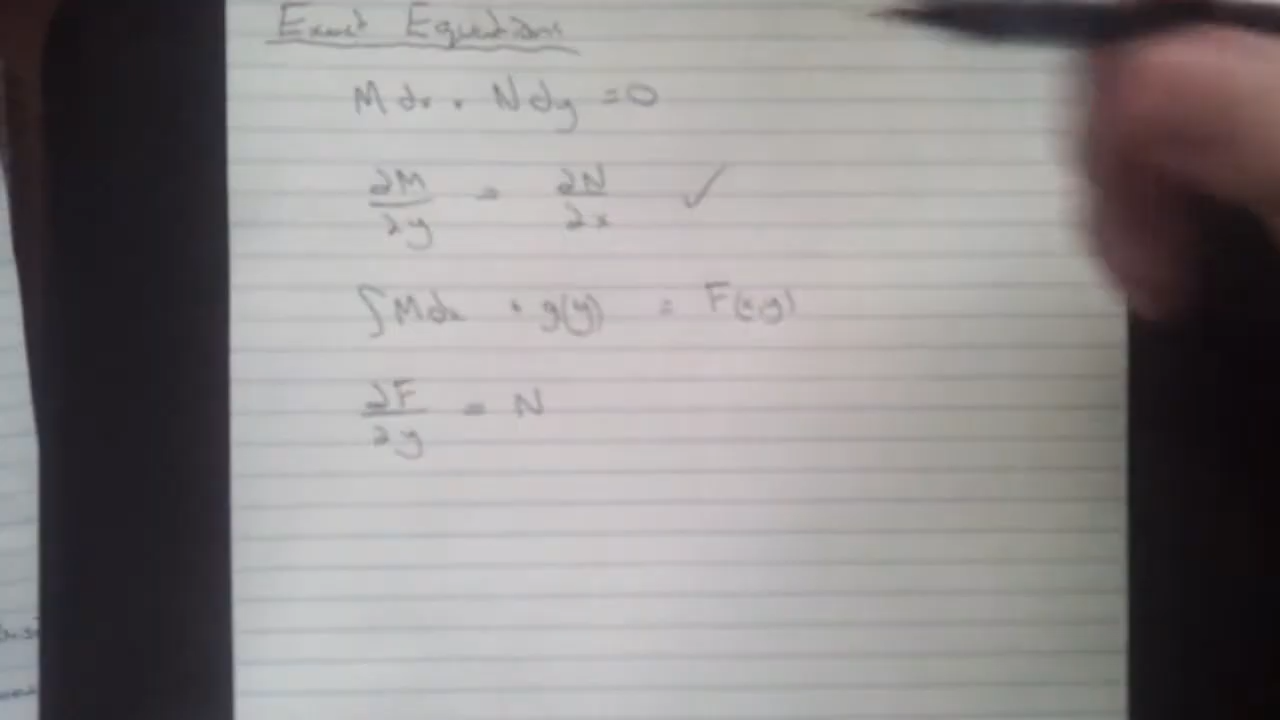 Exact Equations
M dx + N dy = 0
∂M/∂y = ∂N/∂x ✓
∫M dx + g(y) = F(x,y)
∂F/∂y = N